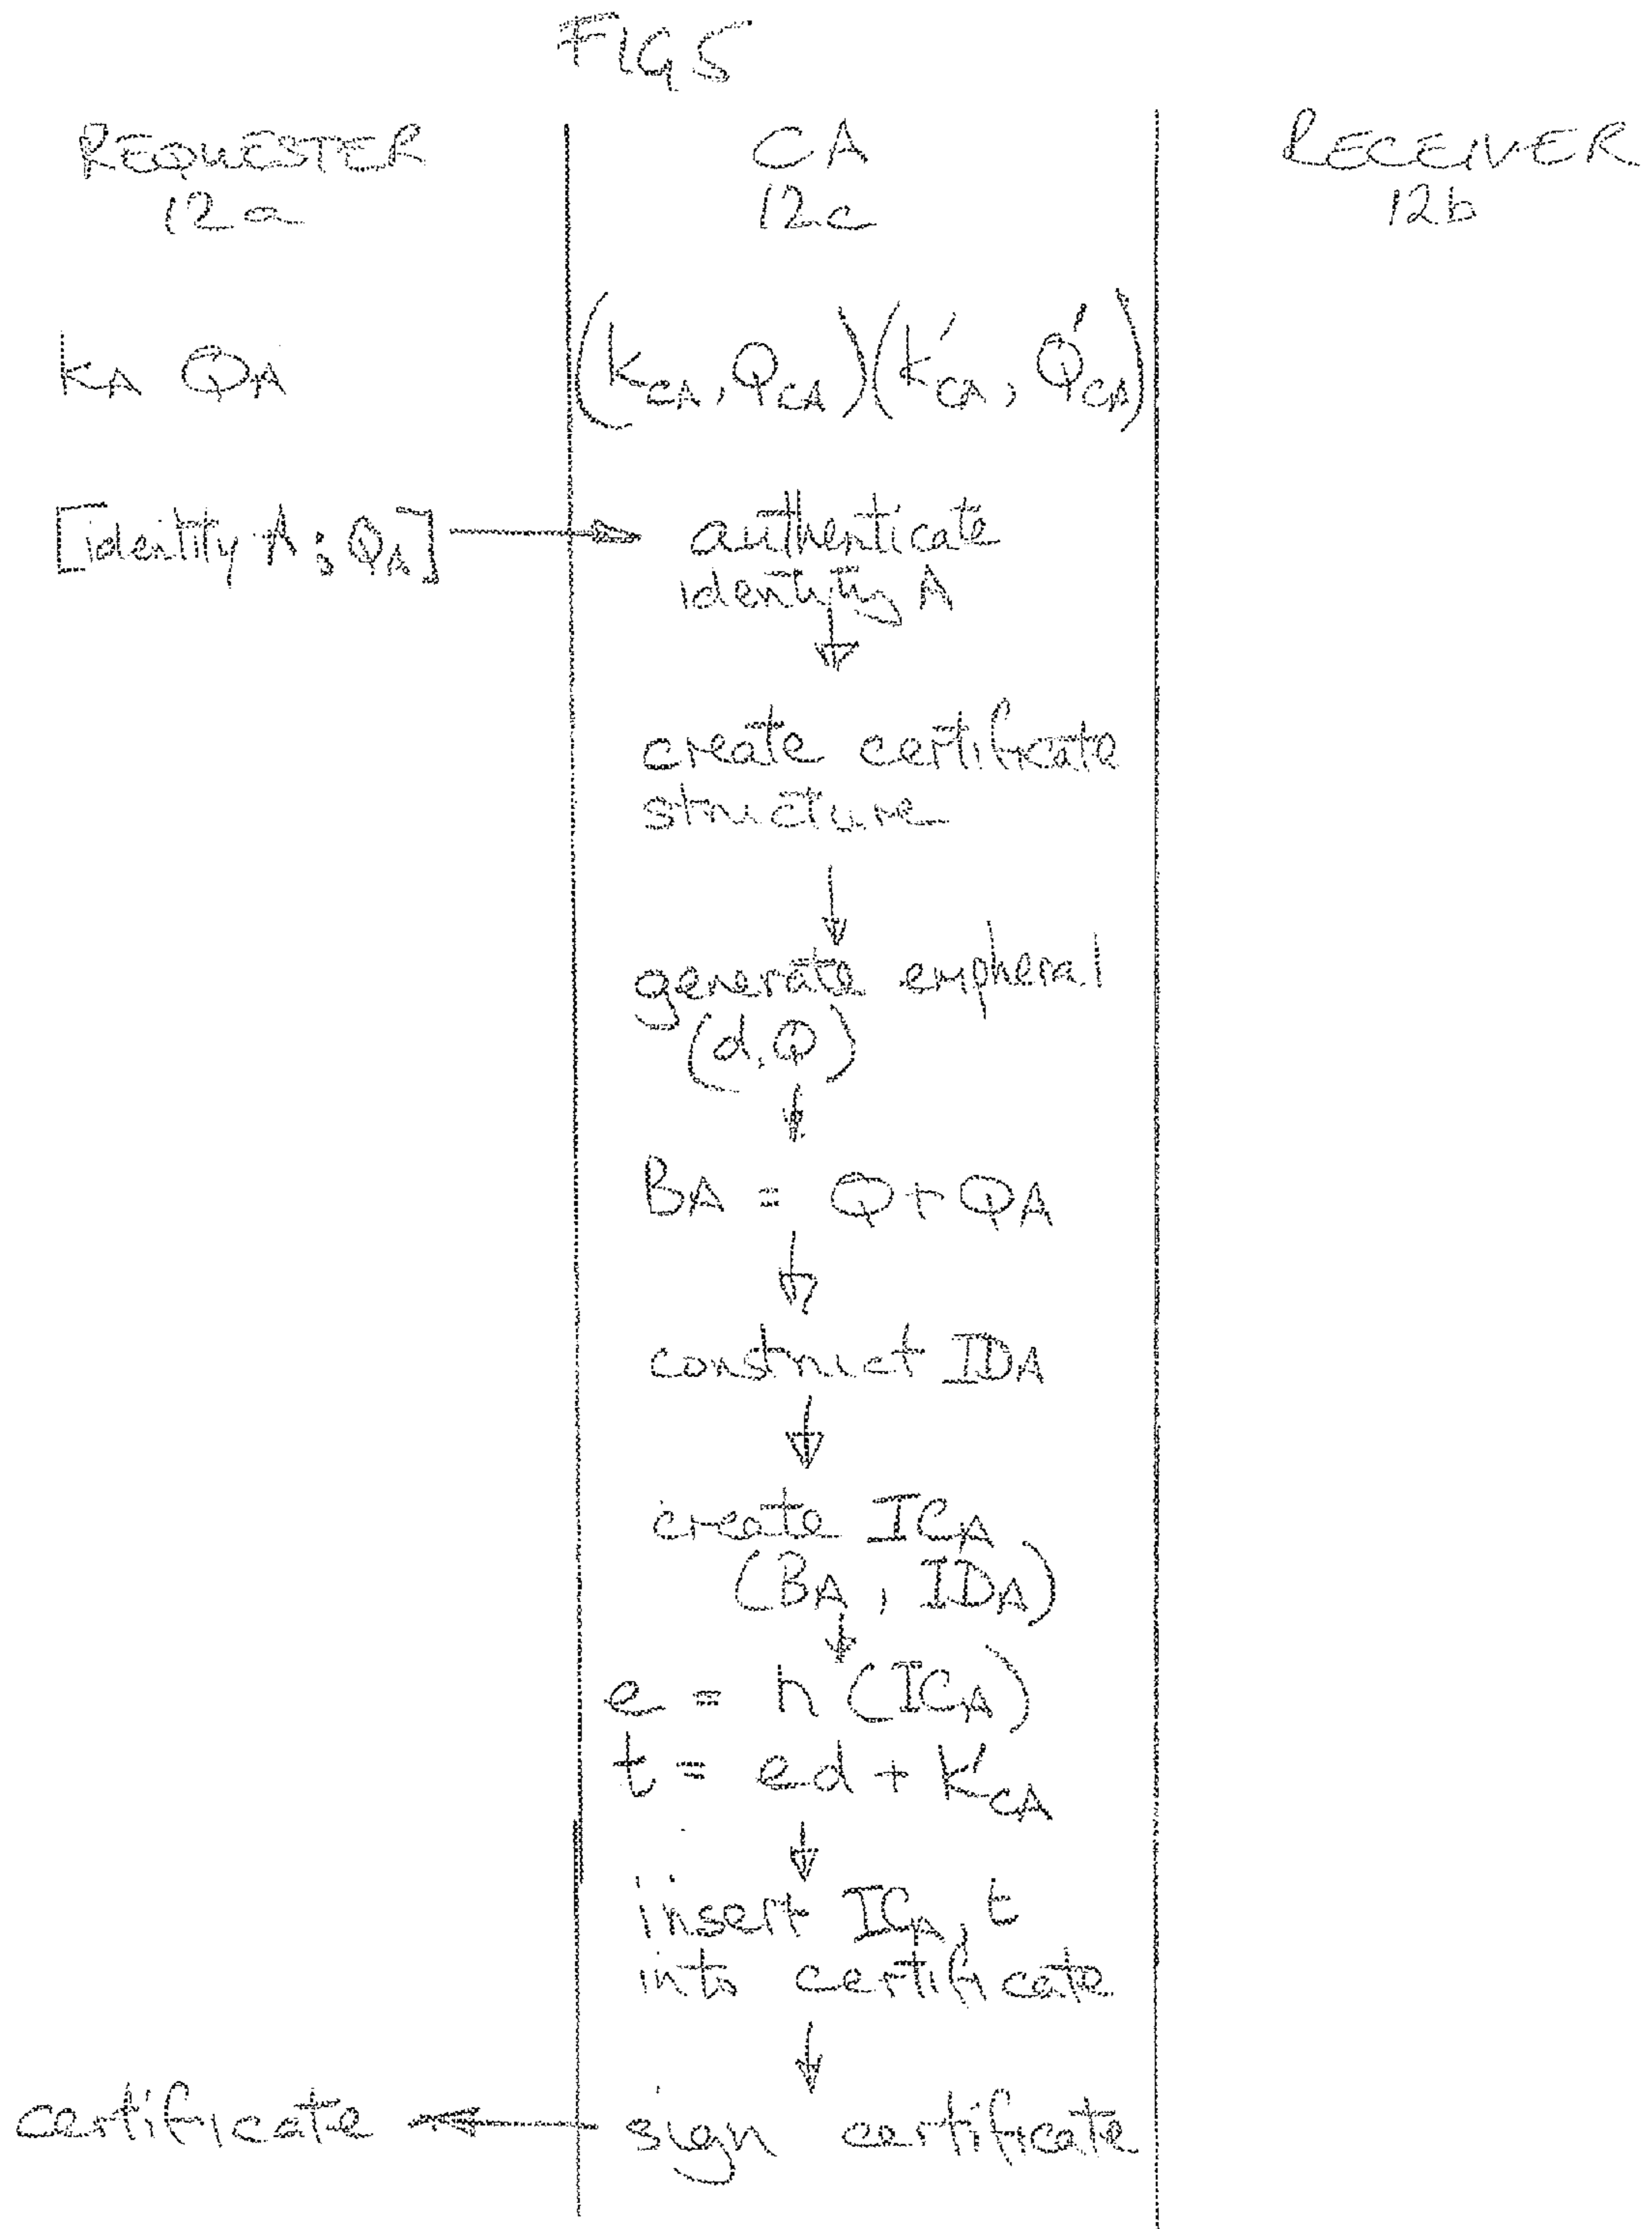 FIG 5
REQUESTER CA RECEIVER
12a 12c 12b
kA QA (kCA, QCA)(k'CA, Q'CA)
[identity A; QA] authenticate
identity A
create certificate
structure
generate empheral
(d, Q)
BA = Q + QA
construct IDA
create ICA
(BA, IDA)
e = h(ICA)
t = ed + K'CA
insert ICA, t
into certificate
certificate sign certificate